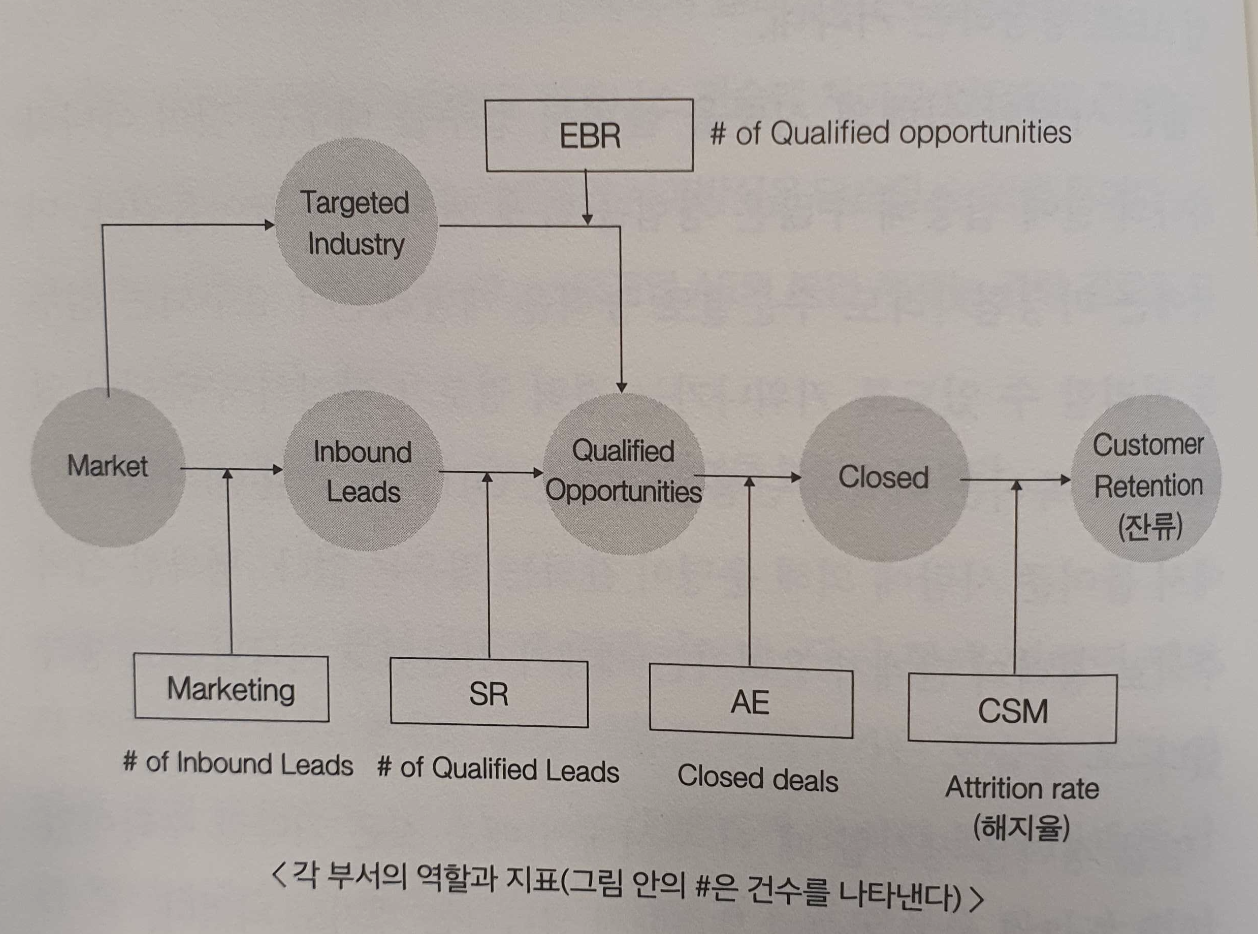 EBR
# of Qualified opportunities
Targeted
Industry
Market
Inbound
Leads
Qualified
Opportunities
Closed
Customer
Retention
(잔류)
Marketing
SR
AE
CSM
# of Inbound Leads
# of Qualified Leads
Closed deals
Attrition rate
(해지율)
<각 부서의 역할과 지표(그림 안의 #은 건수를 나타낸다)>